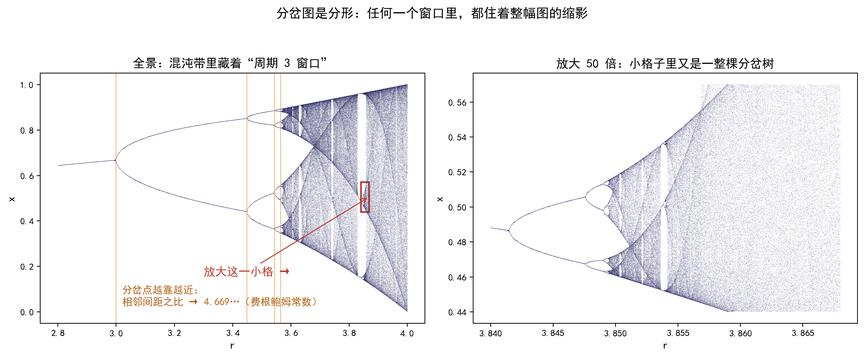 分岔图是分形：任何一个窗口里，都住着整幅图的缩影
全景：混沌带里藏着“周期 3 窗口”
1.0
0.8
0.6
0.4
0.2
0.0
x
放大这一小格 →
分岔点越靠越近：
相邻间距之比 → 4.669…（费根鲍姆常数）
2.8 3.0 3.2 3.4 3.6 3.8 4.0
r
放大 50 倍：小格子里又是一整棵分岔树
0.56
0.54
0.52
0.50
0.48
0.46
0.44
x
3.840 3.845 3.850 3.855 3.860 3.865
r